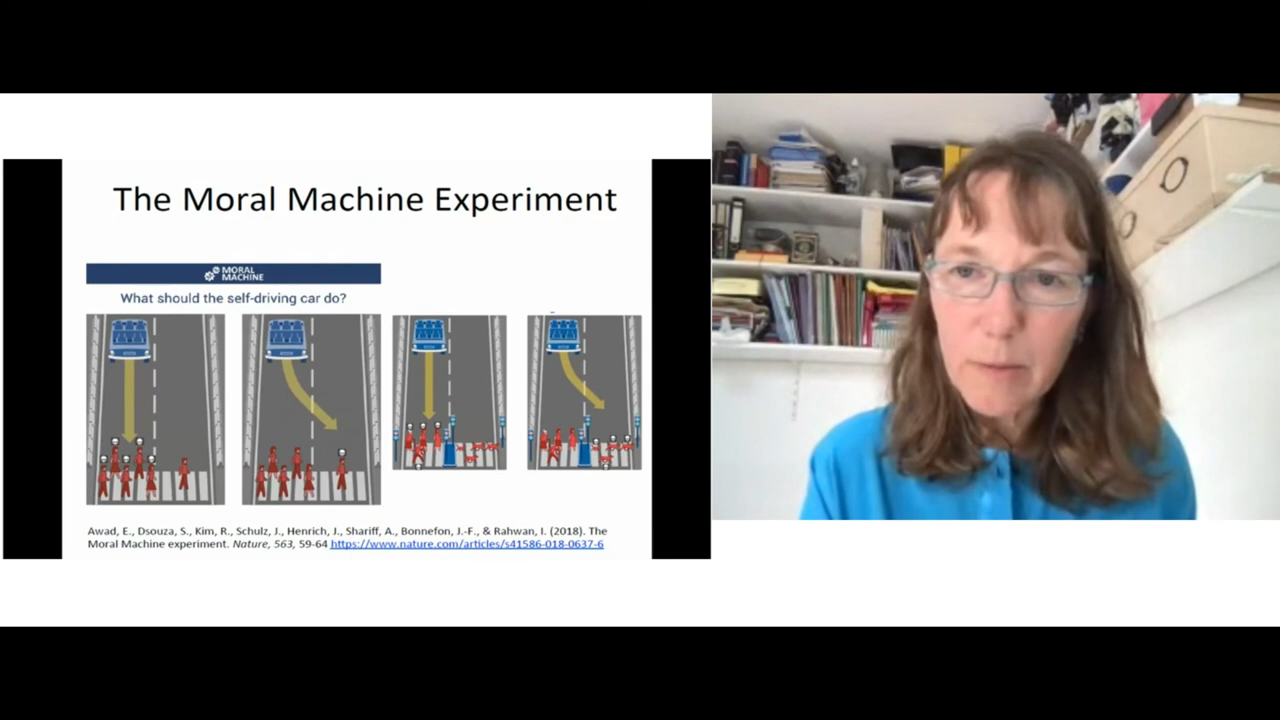 The Moral Machine Experiment
MORAL
MACHINE
What should the self-driving car do?
Awad, E., Dsouza, S., Kim, R., Schulz, J., Henrich, J., Shariff, A., Bonnefon, J.-F., & Rahwan, I. (2018). The
Moral Machine experiment. Nature, 563, 59-64 https://www.nature.com/articles/s41586-018-0637-6